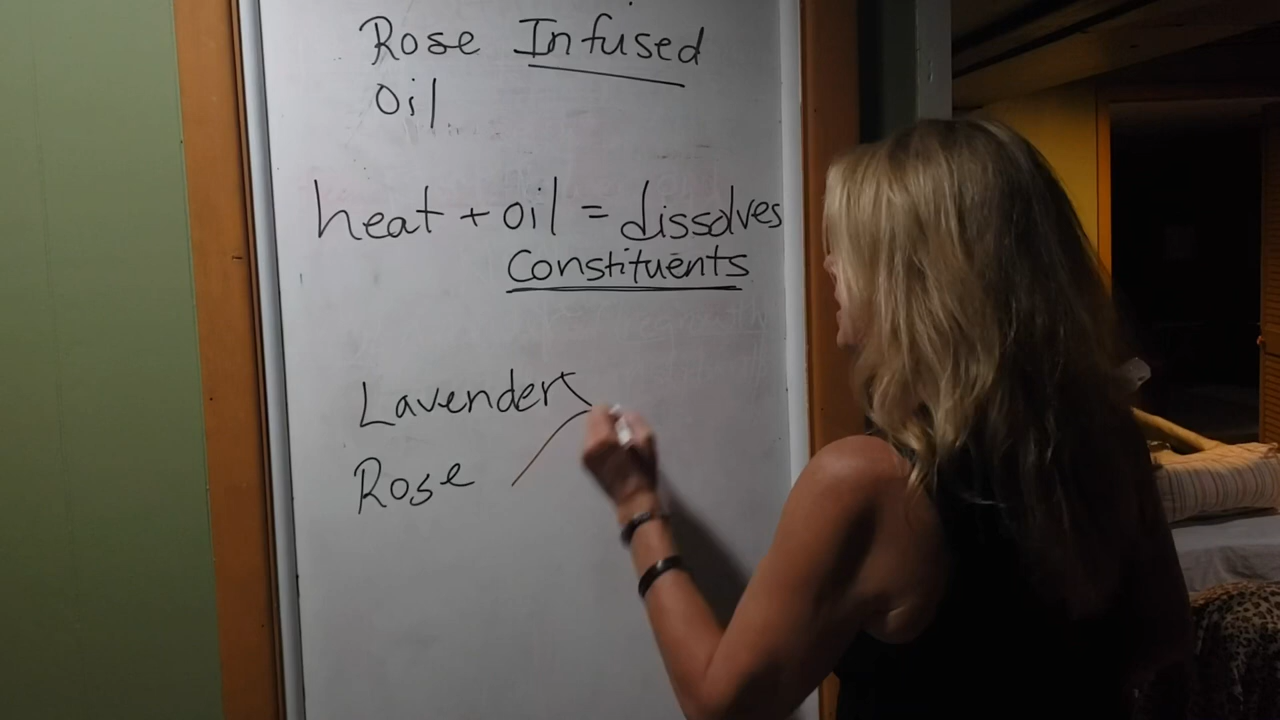 Rose Infused
Oil
heat + oil = dissolves
Constituents
Lavender
Rose